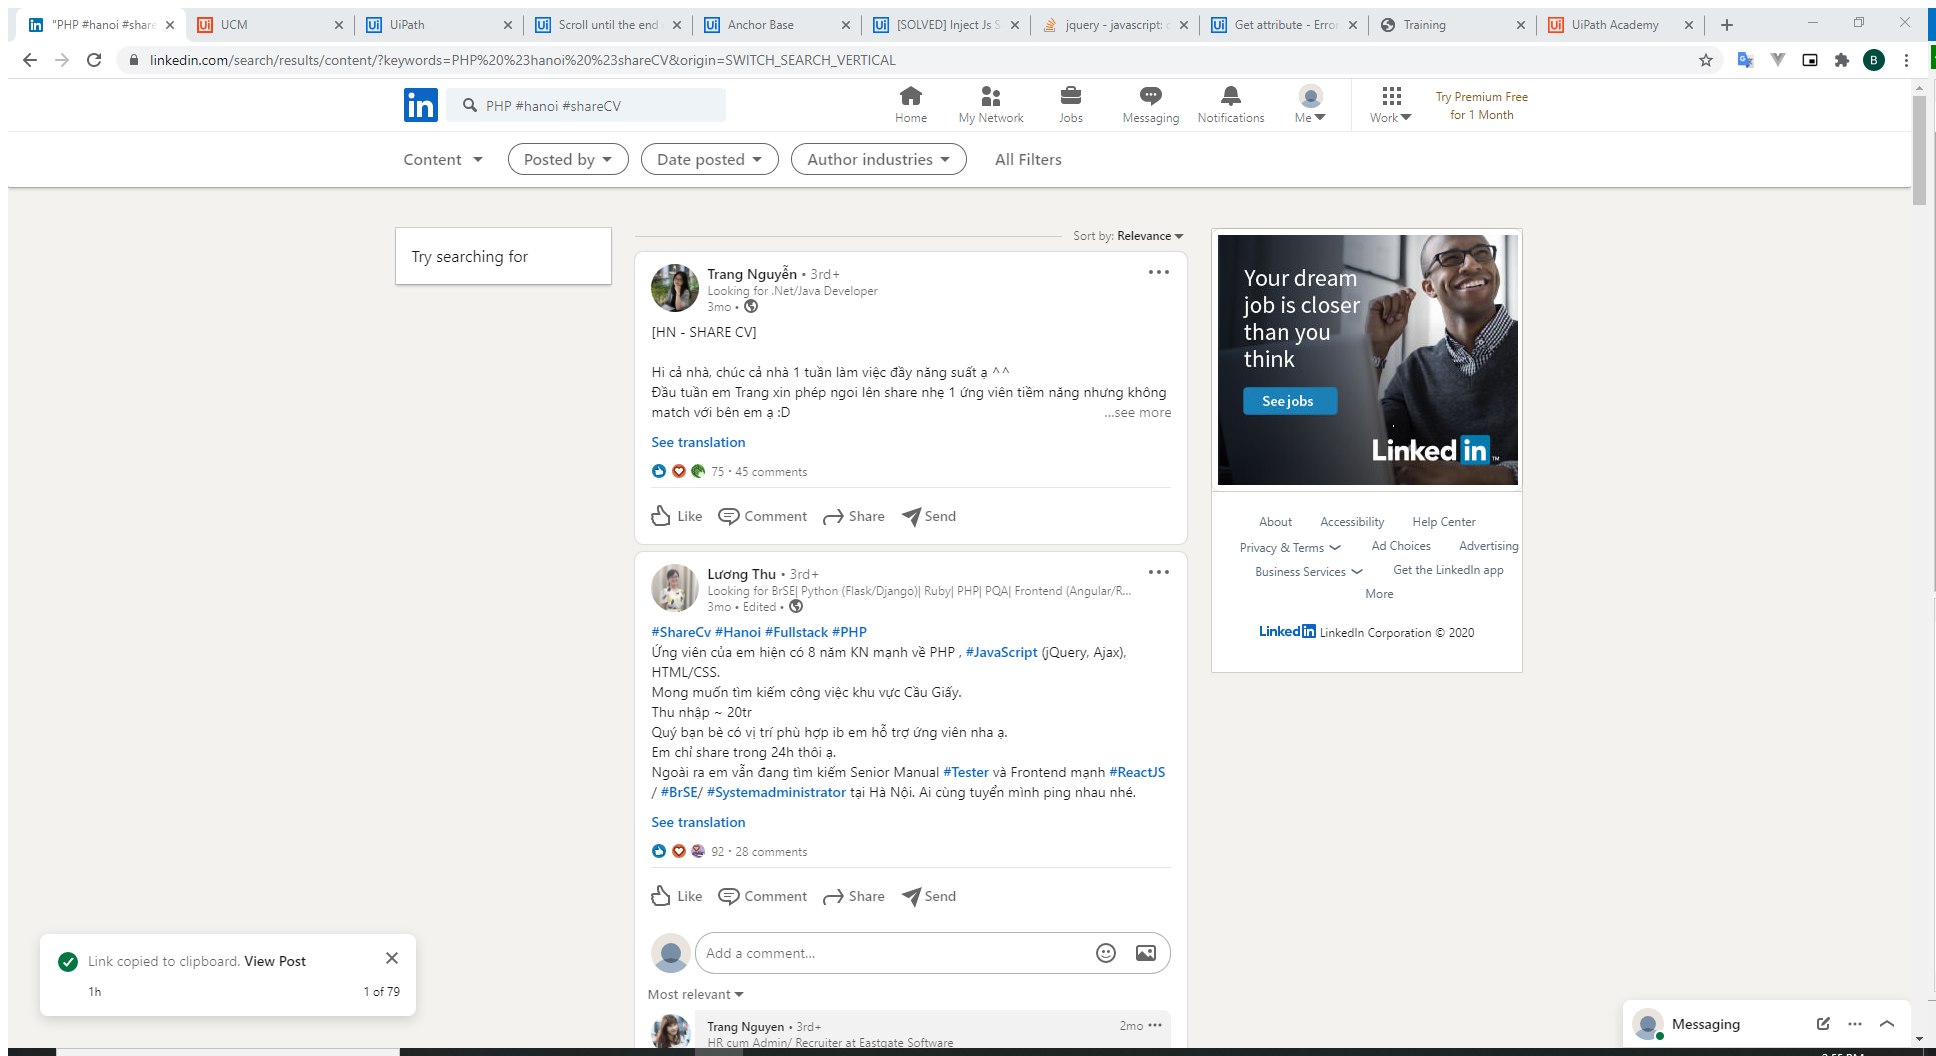 "PHP #hanoi #share
UCM
UiPath
Scroll until the end
Anchor Base
[SOLVED] Inject Js S
jquery - javascript:
Get attribute - Erro
Training
UiPath Academy
linkedin.com/search/results/content/?keywords=PHP%20%23hanoi%20%23shareCV&origin=SWITCH_SEARCH_VERTICAL
B
in
PHP #hanoi #shareCV
Home
My Network
Jobs
Messaging
Notifications
Me
Work
Try Premium Free
for 1 Month
Content
Posted by
Date posted
Author industries
All Filters
Try searching for
Sort by: Relevance
Trang Nguyễn • 3rd+
Looking for .Net/Java Developer
3mo •
[HN - SHARE CV]
Hi cả nhà, chúc cả nhà 1 tuần làm việc đầy năng suất ạ ^^
Đầu tuần em Trang xin phép ngoi lên share nhẹ 1 ứng viên tiềm năng nhưng không
match với bên em ạ :D
...see more
See translation
75 • 45 comments
Like
Comment
Share
Send
Lương Thu • 3rd+
Looking for BrSE| Python (Flask/Django)| Ruby| PHP| PQA| Frontend (Angular/R...
3mo • Edited •
#ShareCv #Hanoi #Fullstack #PHP
Ứng viên của em hiện có 8 năm KN mạnh về PHP , #JavaScript (jQuery, Ajax),
HTML/CSS.
Mong muốn tìm kiếm công việc khu vực Cầu Giấy.
Thu nhập ~ 20tr
Quý bạn bè có vị trí phù hợp ib em hỗ trợ ứng viên nha ạ.
Em chỉ share trong 24h thôi ạ.
Ngoài ra em vẫn đang tìm kiếm Senior Manual #Tester và Frontend mạnh #ReactJS
/ #BrSE/ #Systemadministrator tại Hà Nội. Ai cùng tuyển mình ping nhau nhé.
See translation
92 • 28 comments
Like
Comment
Share
Send
Add a comment...
Most relevant
Trang Nguyen • 3rd+
2mo
HR cum Admin/ Recruiter at Eastgate Software
Your dream
job is closer
than you
think
See jobs
Linked in
About
Accessibility
Help Center
Privacy & Terms
Ad Choices
Advertising
Business Services
Get the LinkedIn app
More
Linked in LinkedIn Corporation © 2020
Link copied to clipboard. View Post
1h
1 of 79
Messaging